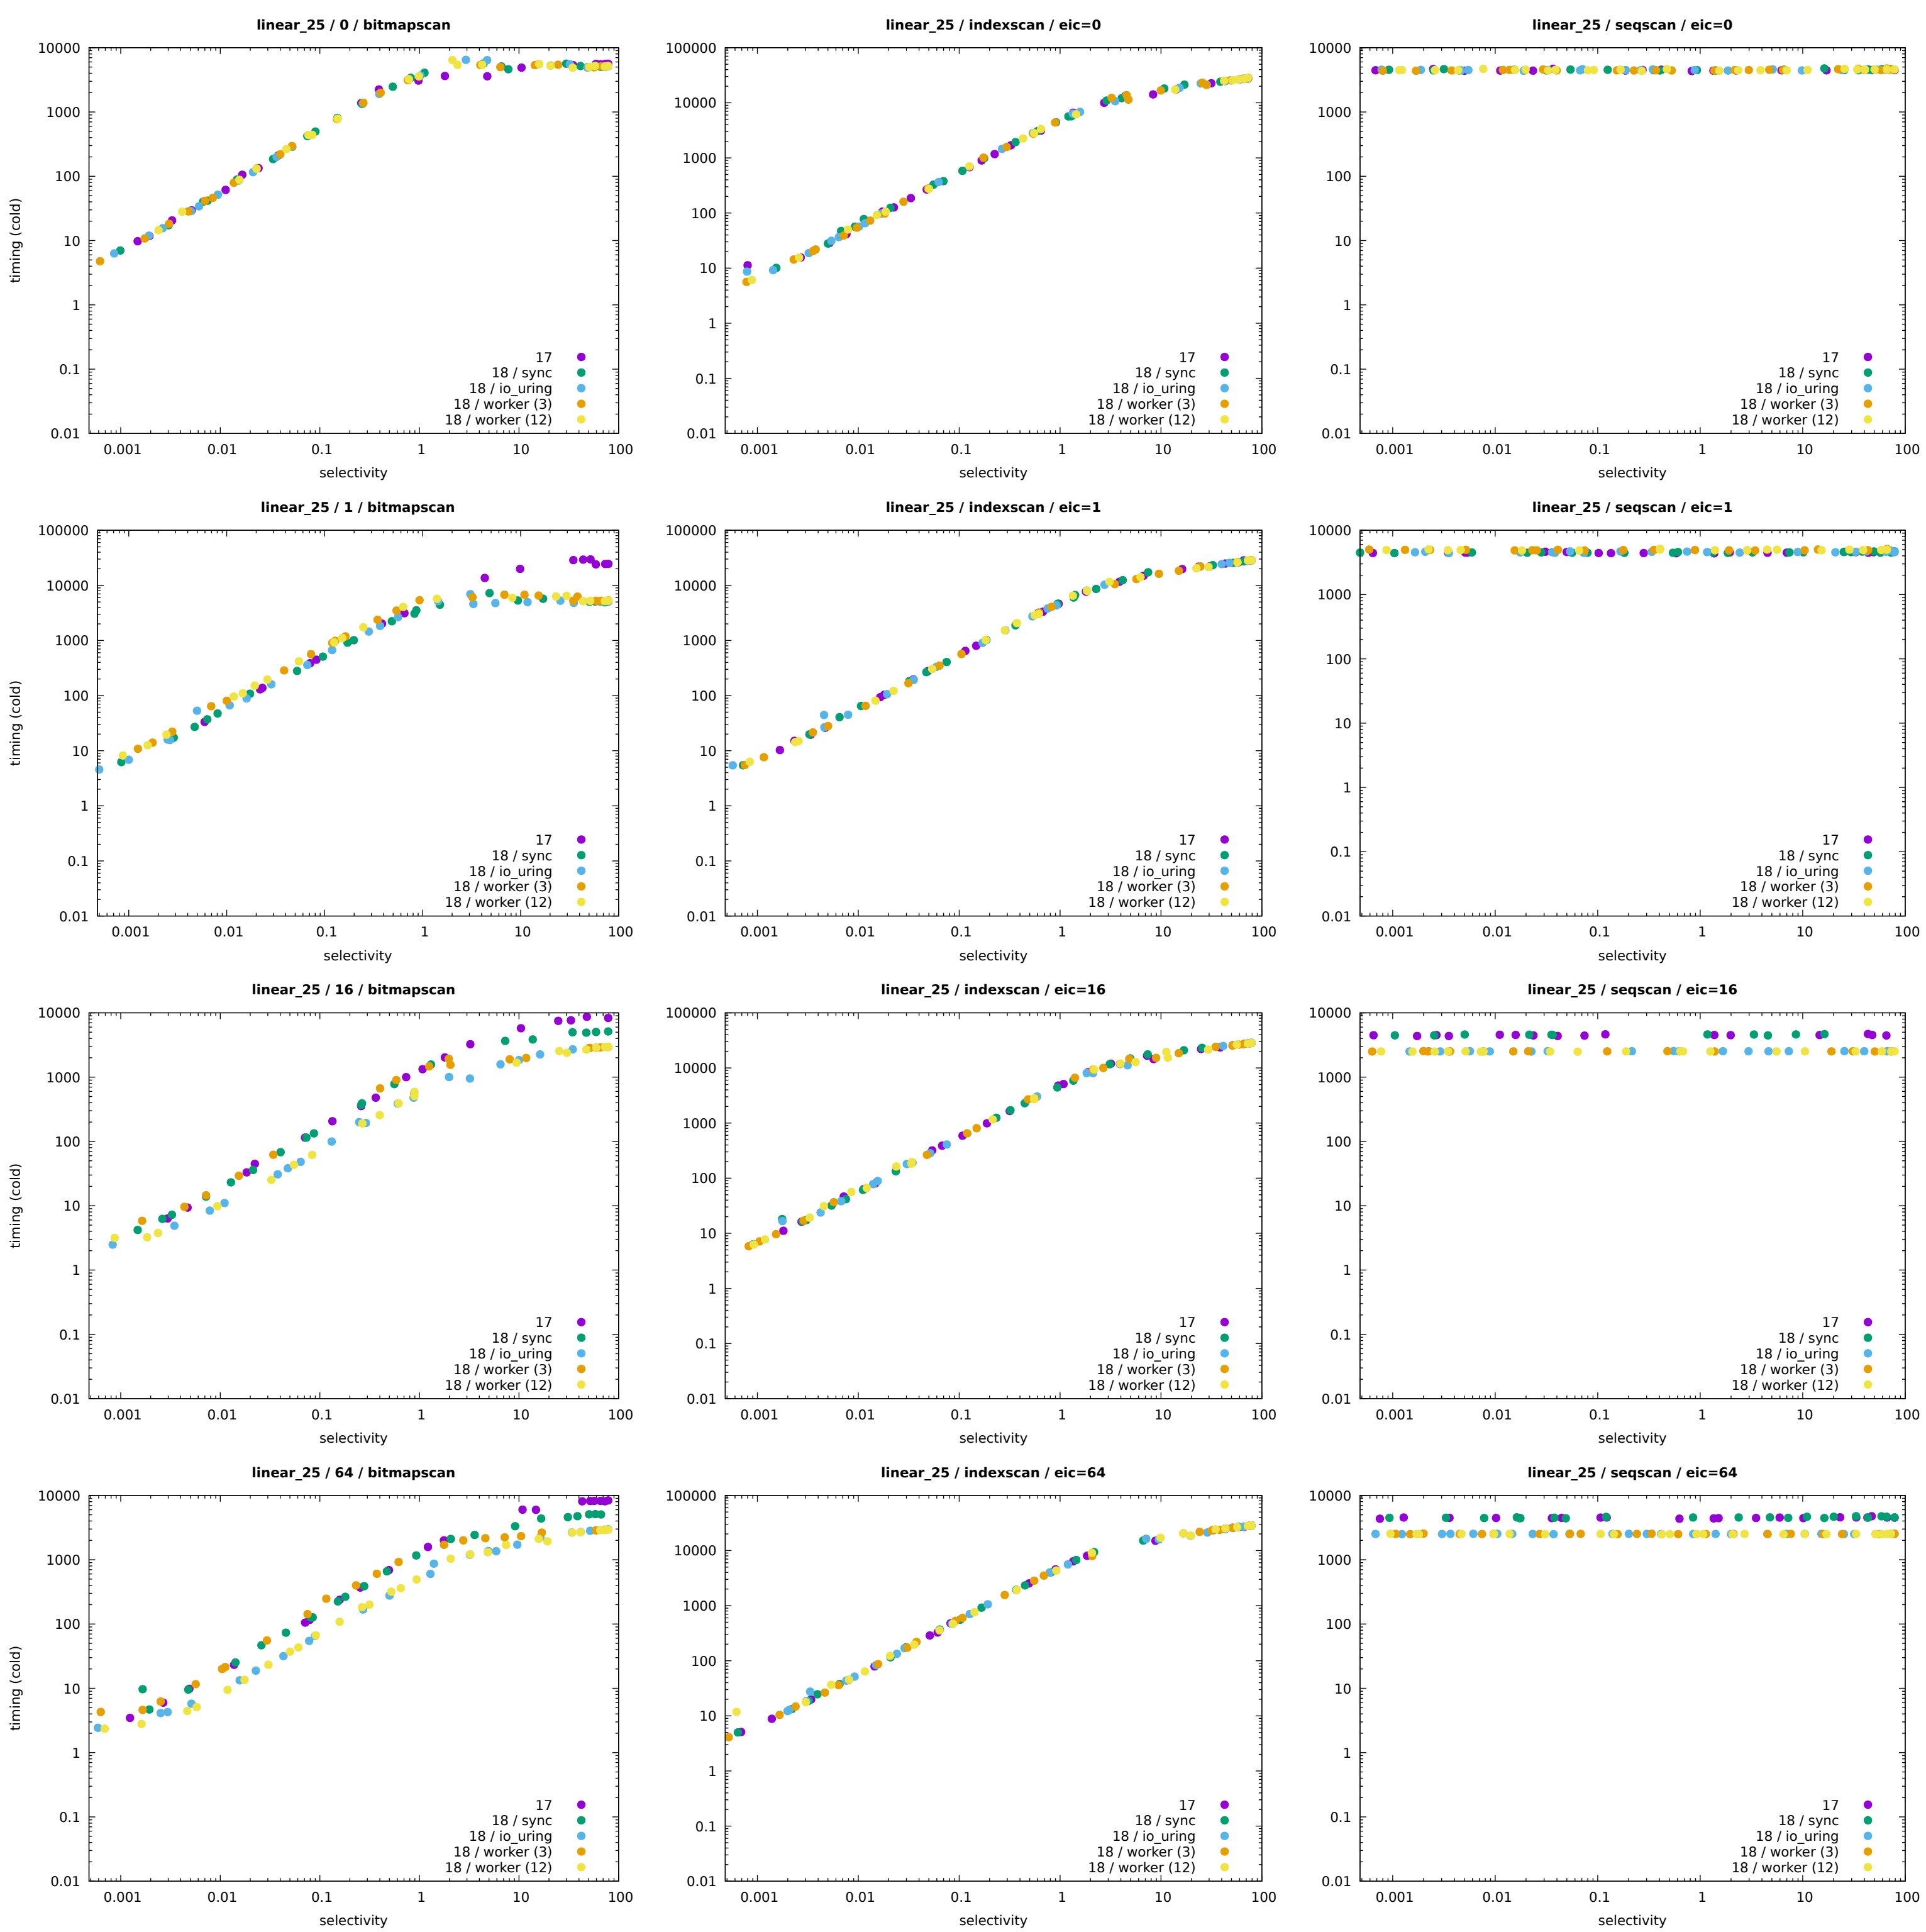 linear_25 / 0 / bitmapscan
timing (cold)
10000
1000
100
10
1
0.1
0.01
17
18 / sync
18 / io_uring
18 / worker (3)
18 / worker (12)
0.001 0.01 0.1 1 10 100
selectivity
linear_25 / indexscan / eic=0
100000
10000
1000
100
10
1
0.1
0.01
17
18 / sync
18 / io_uring
18 / worker (3)
18 / worker (12)
0.001 0.01 0.1 1 10 100
selectivity
linear_25 / seqscan / eic=0
10000
1000
100
10
1
0.1
0.01
17
18 / sync
18 / io_uring
18 / worker (3)
18 / worker (12)
0.001 0.01 0.1 1 10 100
selectivity
linear_25 / 1 / bitmapscan
timing (cold)
100000
10000
1000
100
10
1
0.1
0.01
17
18 / sync
18 / io_uring
18 / worker (3)
18 / worker (12)
0.001 0.01 0.1 1 10 100
selectivity
linear_25 / indexscan / eic=1
100000
10000
1000
100
10
1
0.1
0.01
17
18 / sync
18 / io_uring
18 / worker (3)
18 / worker (12)
0.001 0.01 0.1 1 10 100
selectivity
linear_25 / seqscan / eic=1
10000
1000
100
10
1
0.1
0.01
17
18 / sync
18 / io_uring
18 / worker (3)
18 / worker (12)
0.001 0.01 0.1 1 10 100
selectivity
linear_25 / 16 / bitmapscan
timing (cold)
10000
1000
100
10
1
0.1
0.01
17
18 / sync
18 / io_uring
18 / worker (3)
18 / worker (12)
0.001 0.01 0.1 1 10 100
selectivity
linear_25 / indexscan / eic=16
100000
10000
1000
100
10
1
0.1
0.01
17
18 / sync
18 / io_uring
18 / worker (3)
18 / worker (12)
0.001 0.01 0.1 1 10 100
selectivity
linear_25 / seqscan / eic=16
10000
1000
100
10
1
0.1
0.01
17
18 / sync
18 / io_uring
18 / worker (3)
18 / worker (12)
0.001 0.01 0.1 1 10 100
selectivity
linear_25 / 64 / bitmapscan
timing (cold)
10000
1000
100
10
1
0.1
0.01
17
18 / sync
18 / io_uring
18 / worker (3)
18 / worker (12)
0.001 0.01 0.1 1 10 100
selectivity
linear_25 / indexscan / eic=64
100000
10000
1000
100
10
1
0.1
0.01
17
18 / sync
18 / io_uring
18 / worker (3)
18 / worker (12)
0.001 0.01 0.1 1 10 100
selectivity
linear_25 / seqscan / eic=64
10000
1000
100
10
1
0.1
0.01
17
18 / sync
18 / io_uring
18 / worker (3)
18 / worker (12)
0.001 0.01 0.1 1 10 100
selectivity